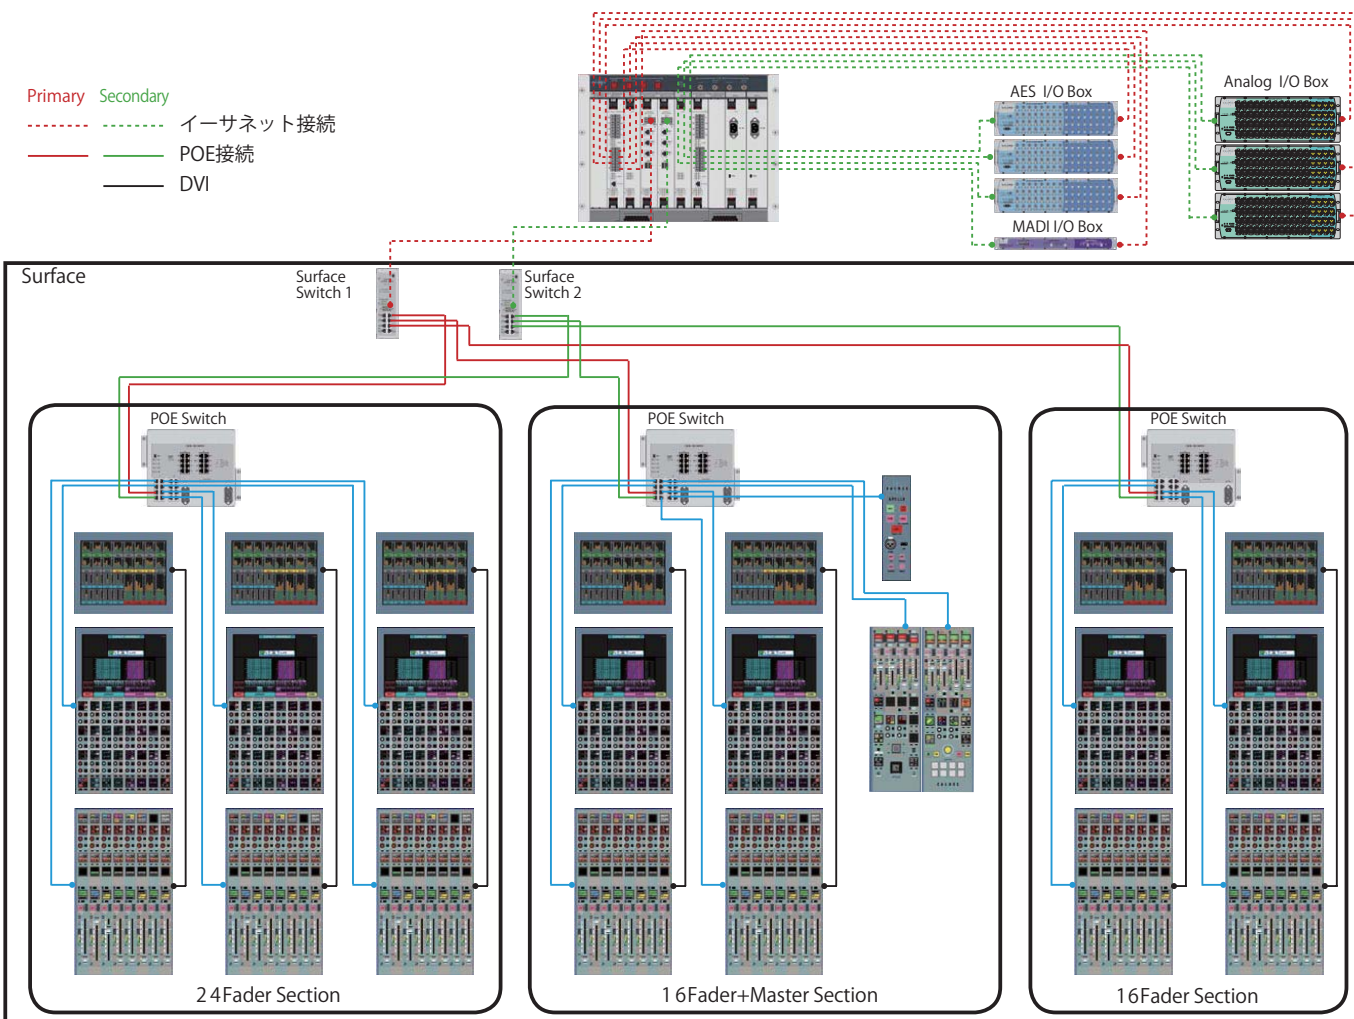 Primary Secondary
イーサネット接続
POE接続
DVI
AES I/O Box
Analog I/O Box
MADI I/O Box
Surface
Surface
Switch 1
Surface
Switch 2
POE Switch
POE Switch
POE Switch
24Fader Section
16Fader+Master Section
16Fader Section